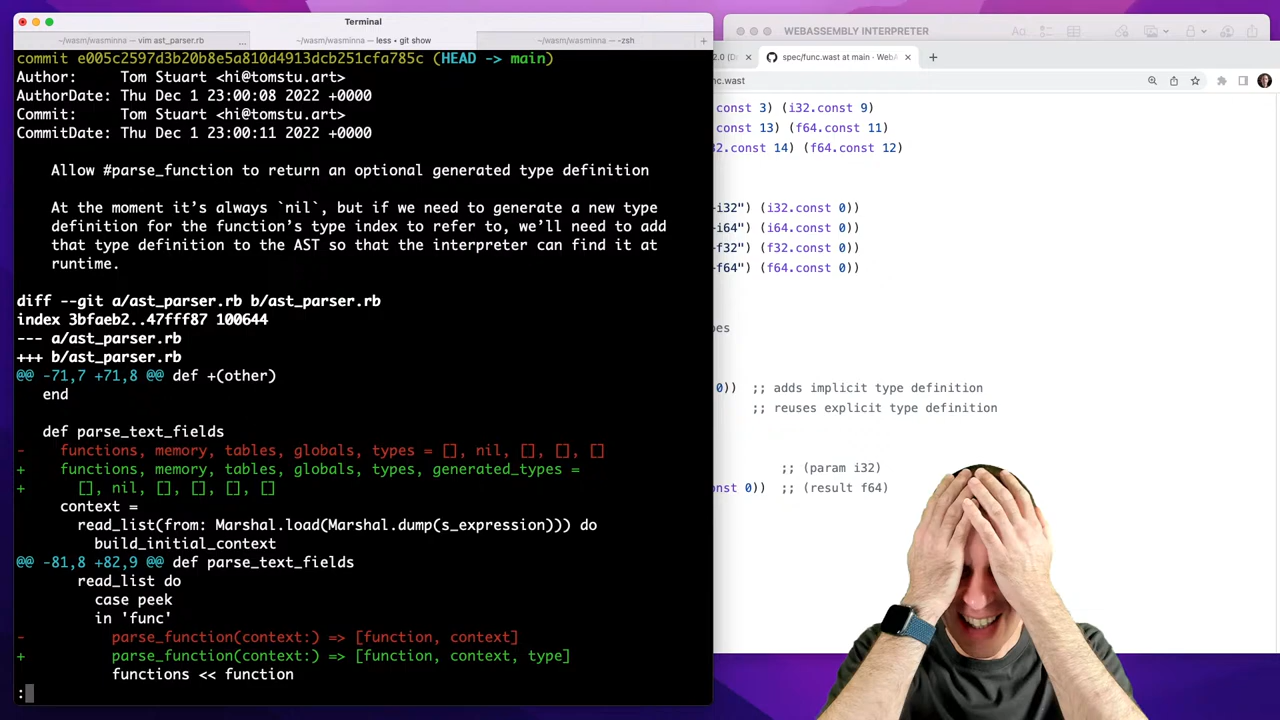 Terminal
WEBASSEMBLY INTERPRETER
~/wasm/wasminna — vim ast_parser.rb
...
~/wasm/wasminna — less • git show
~/wasm/wasminna — -zsh
commit e005c2597d3b20b8e5a810d4913dcb251cfa785c (HEAD -> main)
Author:     Tom Stuart <hi@tomstu.art>
AuthorDate: Thu Dec 1 23:00:08 2022 +0000
Commit:     Tom Stuart <hi@tomstu.art>
CommitDate: Thu Dec 1 23:00:11 2022 +0000
Allow #parse_function to return an optional generated type definition
At the moment it’s always `nil`, but if we need to generate a new type
definition for the function’s type index to refer to, we’ll need to add
that type definition to the AST so that the interpreter can find it at
runtime.
diff --git a/ast_parser.rb b/ast_parser.rb
index 3bfaeb2..47fff87 100644
--- a/ast_parser.rb
+++ b/ast_parser.rb
@@ -71,7 +71,8 @@ def +(other)
end
def parse_text_fields
- functions, memory, tables, globals, types = [], nil, [], [], []
+ functions, memory, tables, globals, types, generated_types =
+ [], nil, [], [], [], []
context =
read_list(from: Marshal.load(Marshal.dump(s_expression))) do
build_initial_context
@@ -81,8 +82,9 @@ def parse_text_fields
read_list do
case peek
in 'func'
- parse_function(context:) => [function, context]
+ parse_function(context:) => [function, context, type]
functions << function
:
2.0 (D
spec/func.wast at main · WebA
unc.wast
const 3) (i32.const 9)
const 13) (f64.const 11)
2.const 14) (f64.const 12)
-i32") (i32.const 0))
-i64") (i64.const 0))
-f32") (f32.const 0))
-f64") (f64.const 0))
pes
0)) ;; adds implicit type definition
;; reuses explicit type definition
;; (param i32)
onst 0)) ;; (result f64)